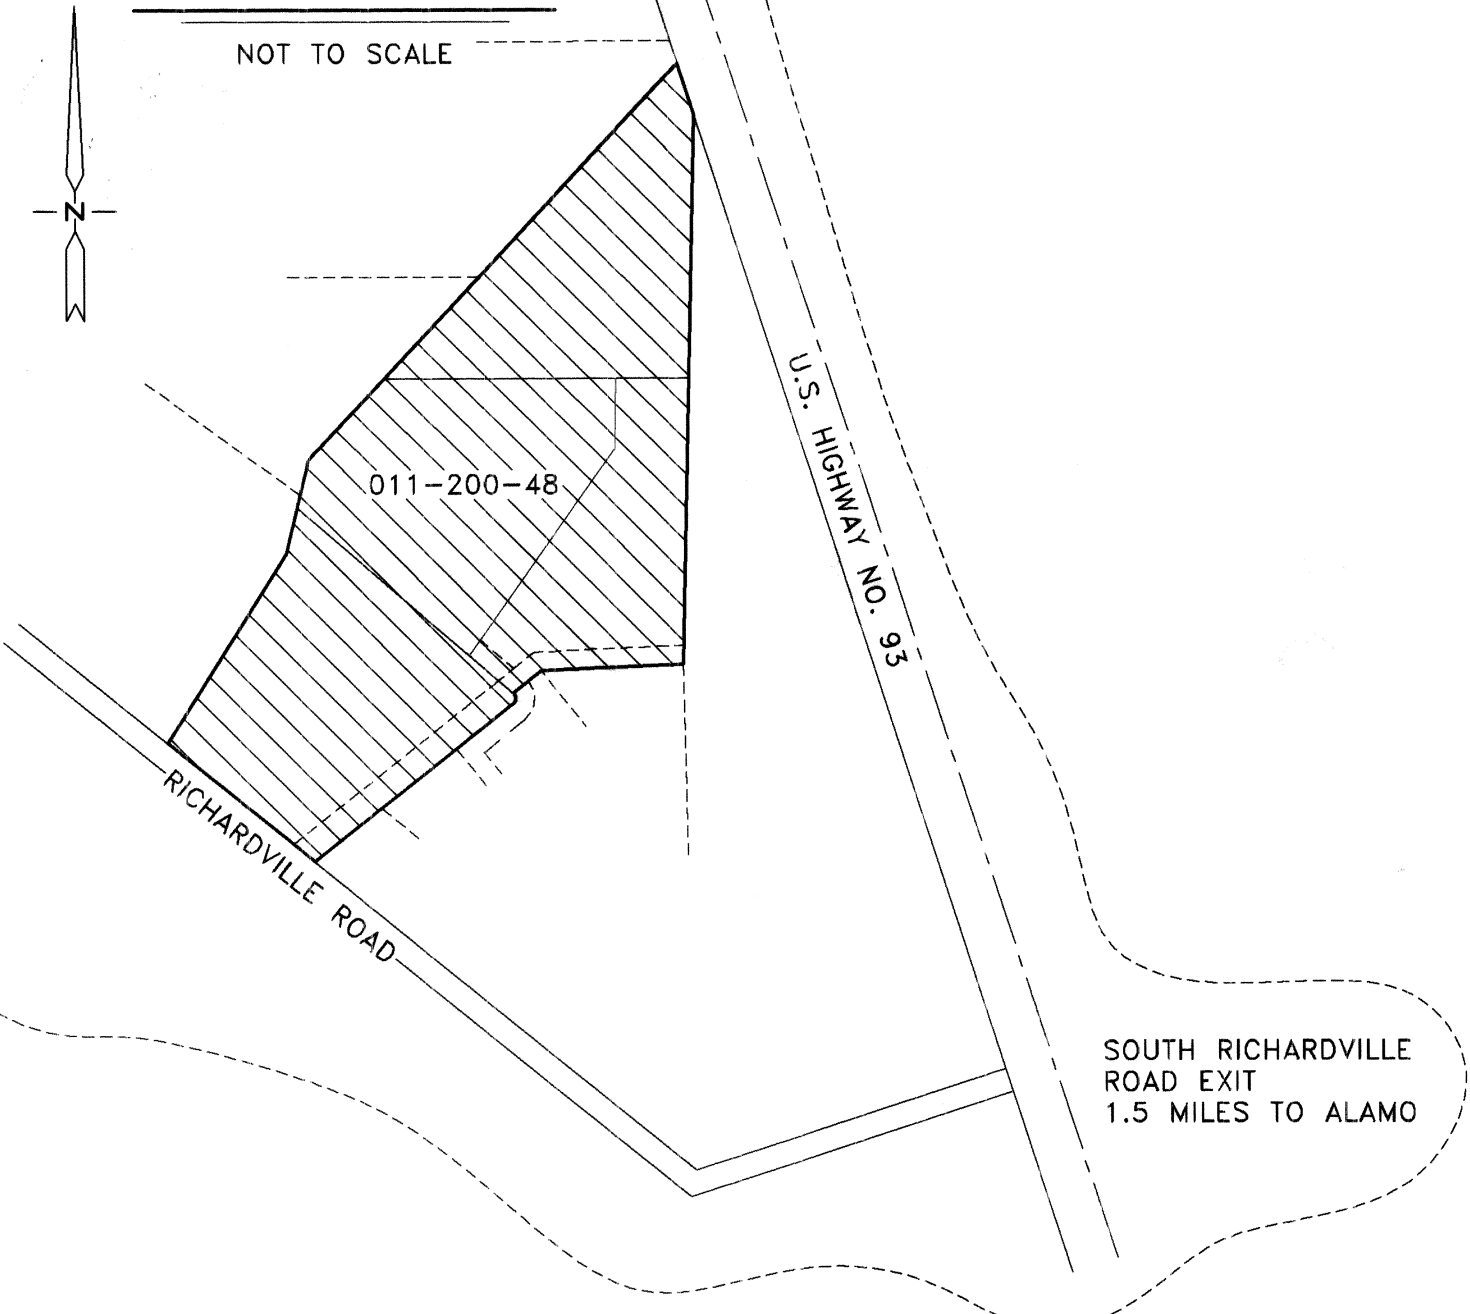 NOT TO SCALE
N
011-200-48
U.S. HIGHWAY NO. 93
RICHARDVILLE ROAD
SOUTH RICHARDVILLE
ROAD EXIT
1.5 MILES TO ALAMO